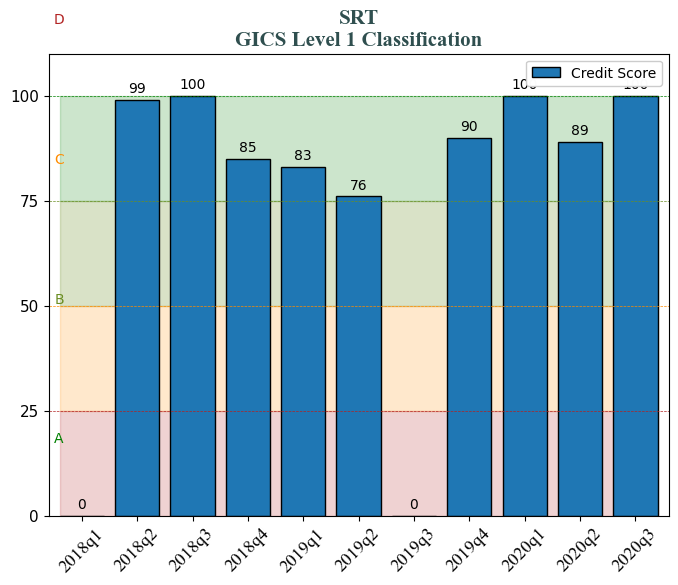 D
SRT
GICS Level 1 Classification
Credit Score
100
99
100
100
100
C
85
83
76
90
89
75
B
50
25
A
0
0
0
2018q1
2018q2
2018q3
2018q4
2019q1
2019q2
2019q3
2019q4
2020q1
2020q2
2020q3